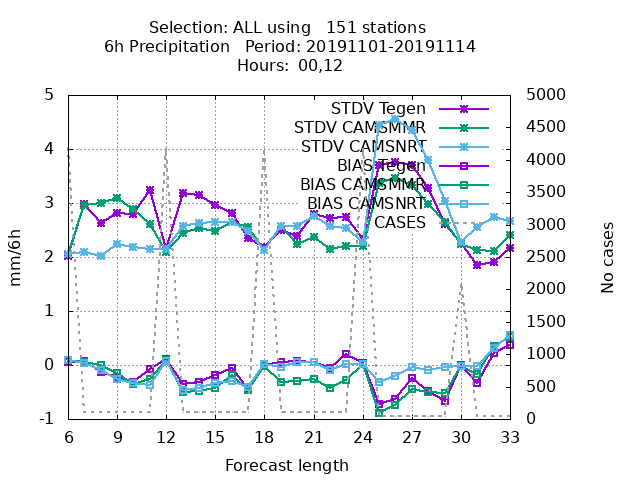 Selection: ALL using   151 stations
6h Precipitation   Period: 20191101-20191114
Hours: 00,12
STDV Tegen
STDV CAMSMMR
STDV CAMSNRT
BIAS Tegen
BIAS CAMSMMR
BIAS CAMSNRT
CASES
5
4
3
2
1
0
-1
mm/6h
5000
4500
4000
3500
3000
2500
2000
1500
1000
500
0
No cases
6 9 12 15 18 21 24 27 30 33
Forecast length